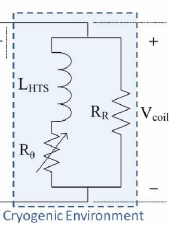 +
L_HTS
R_R
V_coil
R_θ
−
Cryogenic Environment